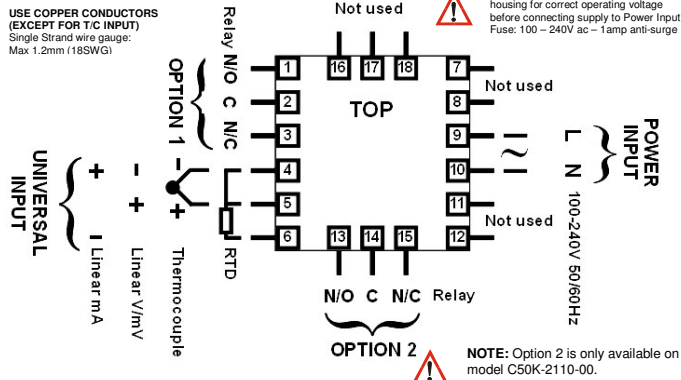 USE COPPER CONDUCTORS
(EXCEPT FOR T/C INPUT)
Single Strand wire gauge:
Max 1.2mm (18SWG)
housing for correct operating voltage
before connecting supply to Power Input
Fuse: 100 – 240V ac – 1amp anti-surge
Not used
Relay N/O C N/C
OPTION 1
1
2
3
4
5
6
16 17 18
TOP
7
8
9
10
11
12
13 14 15
Not used
L
N
~
POWER
INPUT
100-240V 50/60Hz
Not used
UNIVERSAL
INPUT
+
–
Linear mA
–
+
Linear V/mV
–
+
Thermocouple
RTD
N/O C N/C Relay
OPTION 2
NOTE: Option 2 is only available on
model C50K-2110-00.